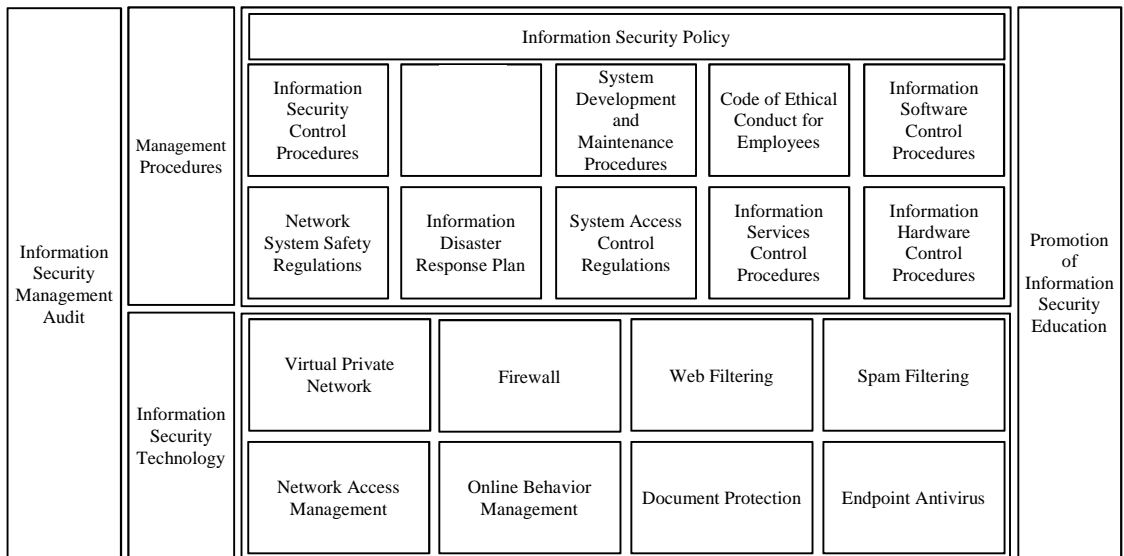 Information
Security
Management
Audit
Management
Procedures
Information Security Policy
Information
Security
Control
Procedures
System
Development
and
Maintenance
Procedures
Code of Ethical
Conduct for
Employees
Information
Software
Control
Procedures
Network
System Safety
Regulations
Information
Disaster
Response Plan
System Access
Control
Regulations
Information
Services
Control
Procedures
Information
Hardware
Control
Procedures
Information
Security
Technology
Virtual Private
Network
Firewall
Web Filtering
Spam Filtering
Network Access
Management
Online Behavior
Management
Document Protection
Endpoint Antivirus
Promotion
of
Information
Security
Education